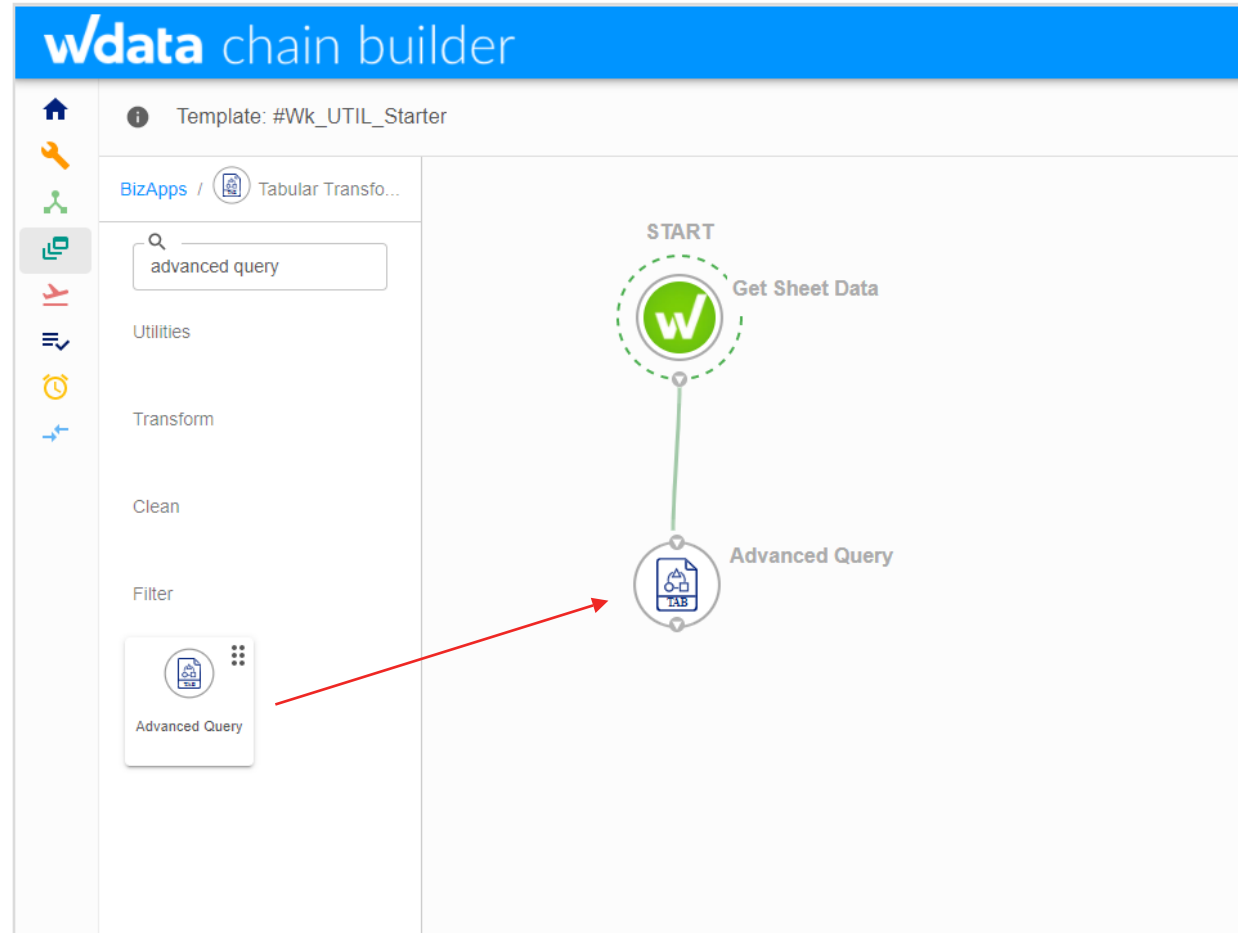 wdata chain builder
Template: #Wk_UTIL_Starter
BizApps / Tabular Transfo...
advanced query
Utilities
Transform
Clean
Filter
Advanced Query
START
Get Sheet Data
W
Advanced Query
TAB